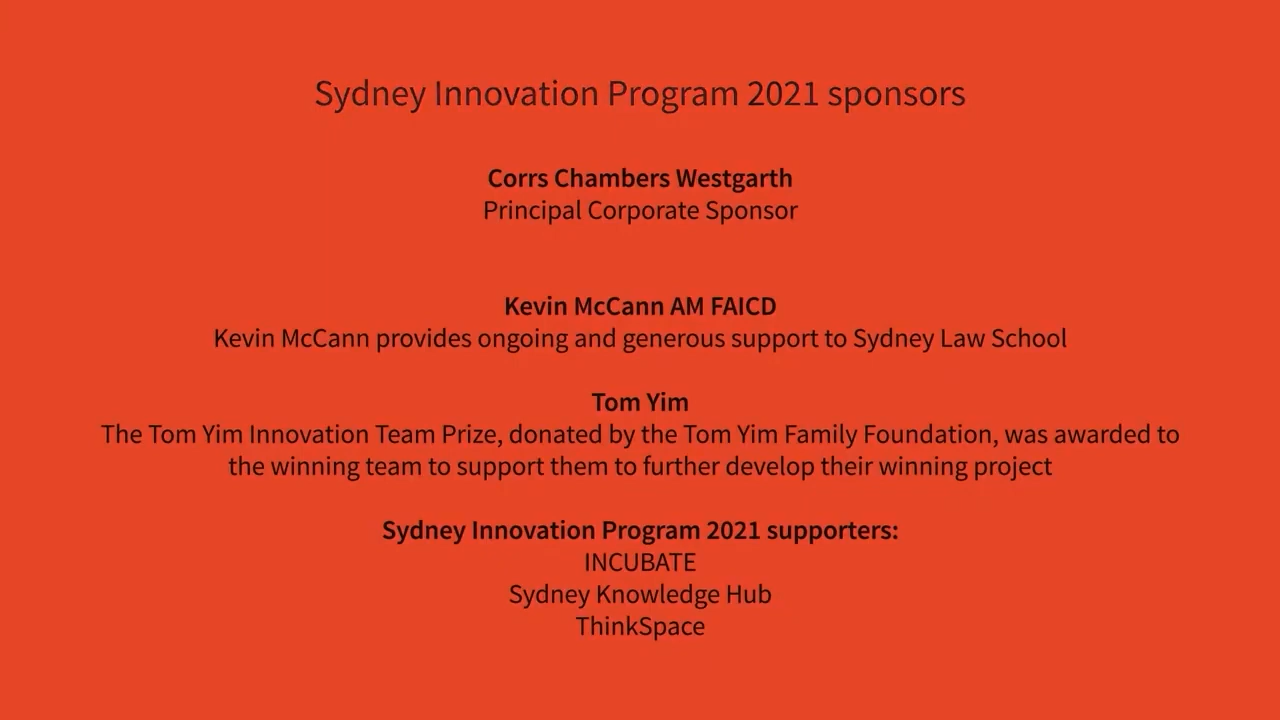 Sydney Innovation Program 2021 sponsors
Corrs Chambers Westgarth
Principal Corporate Sponsor
Kevin McCann AM FAICD
Kevin McCann provides ongoing and generous support to Sydney Law School
Tom Yim
The Tom Yim Innovation Team Prize, donated by the Tom Yim Family Foundation, was awarded to
the winning team to support them to further develop their winning project
Sydney Innovation Program 2021 supporters:
INCUBATE
Sydney Knowledge Hub
ThinkSpace